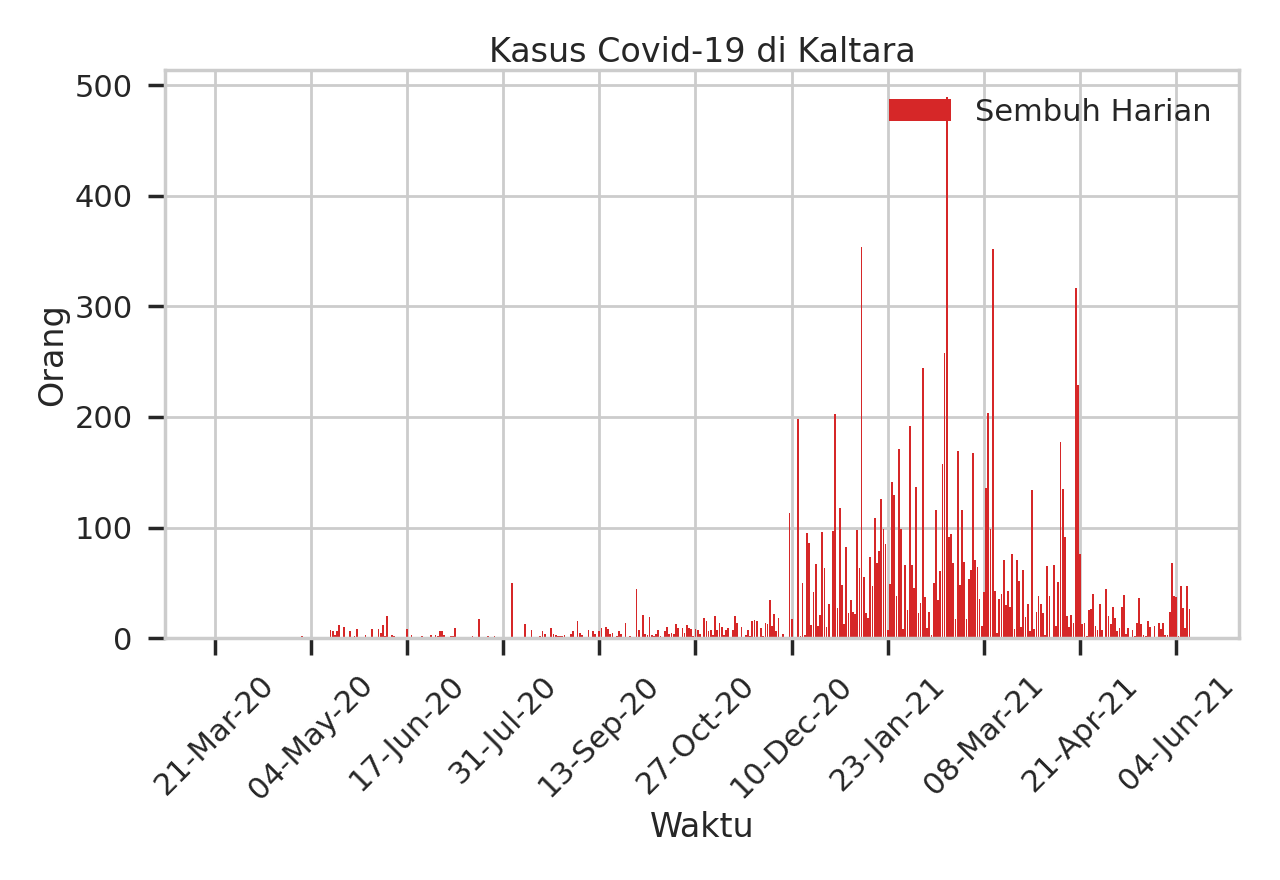 Kasus Covid-19 di Kaltara
Sembuh Harian
Orang
500
400
300
200
100
0
21-Mar-20
04-May-20
17-Jun-20
31-Jul-20
13-Sep-20
27-Oct-20
10-Dec-20
23-Jan-21
08-Mar-21
21-Apr-21
04-Jun-21
Waktu